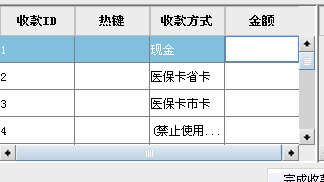 收款ID 热键 收款方式 金额
1 现金
2 医保卡省卡
3 医保卡市卡
4 (禁止使用...
完成收款